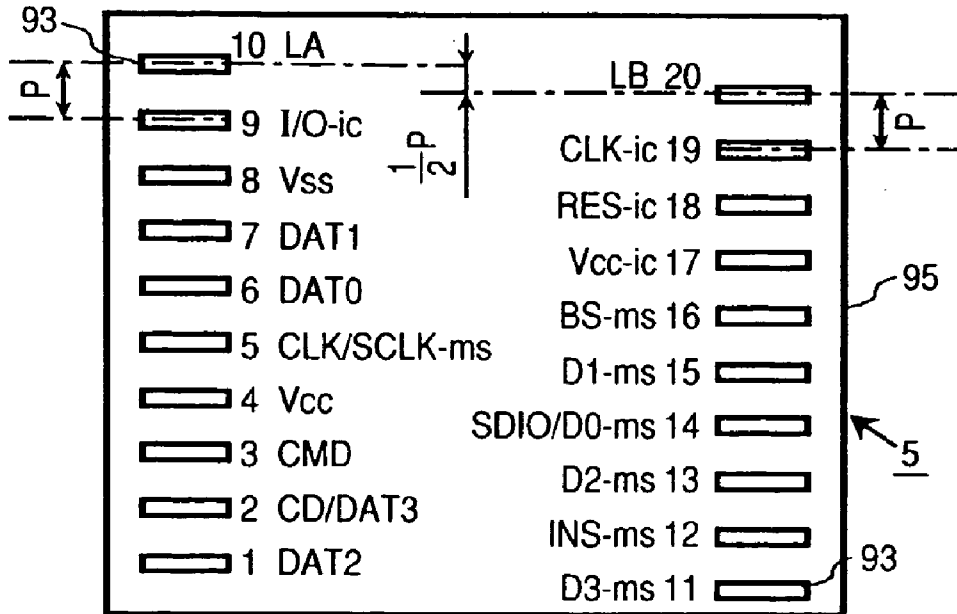 93
10 LA
P
9 I/O-ic
8 Vss
7 DAT1
6 DAT0
5 CLK/SCLK-ms
4 Vcc
3 CMD
2 CD/DAT3
1 DAT2
1/2 P
LB 20
P
CLK-ic 19
RES-ic 18
Vcc-ic 17
95
BS-ms 16
D1-ms 15
SDIO/D0-ms 14
5
D2-ms 13
INS-ms 12
93
D3-ms 11